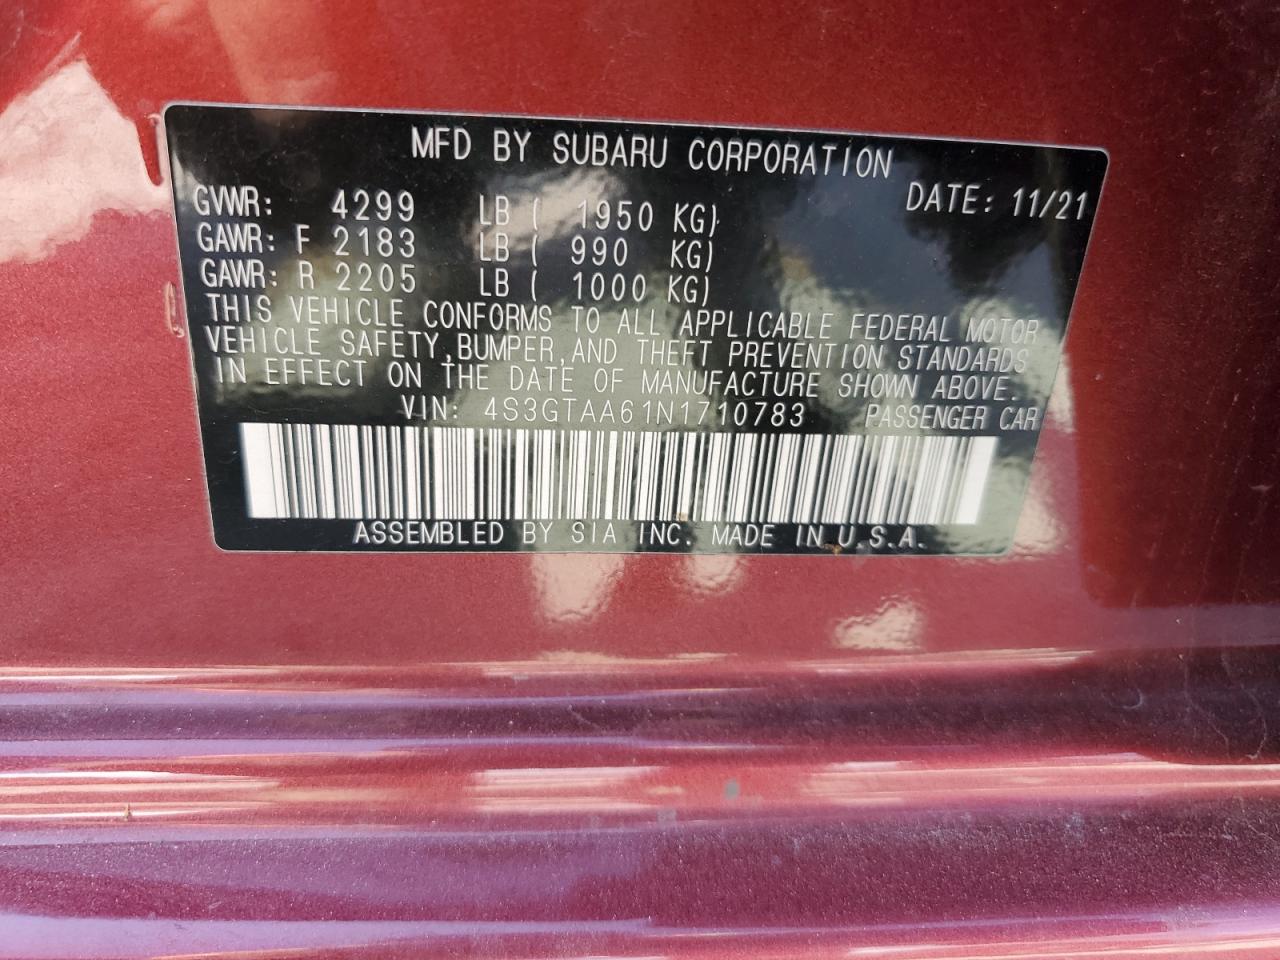 MFD BY SUBARU CORPORATION
DATE: 11/21
GVWR: 4299 LB ( 1950 KG)
GAWR: F 2183 LB ( 990 KG)
GAWR: R 2205 LB ( 1000 KG)
THIS VEHICLE CONFORMS TO ALL APPLICABLE FEDERAL MOTOR
VEHICLE SAFETY,BUMPER,AND THEFT PREVENTION STANDARDS
IN EFFECT ON THE DATE OF MANUFACTURE SHOWN ABOVE.
VIN: 4S3GTAA61N1710783 PASSENGER CAR
ASSEMBLED BY SIA INC. MADE IN U.S.A.